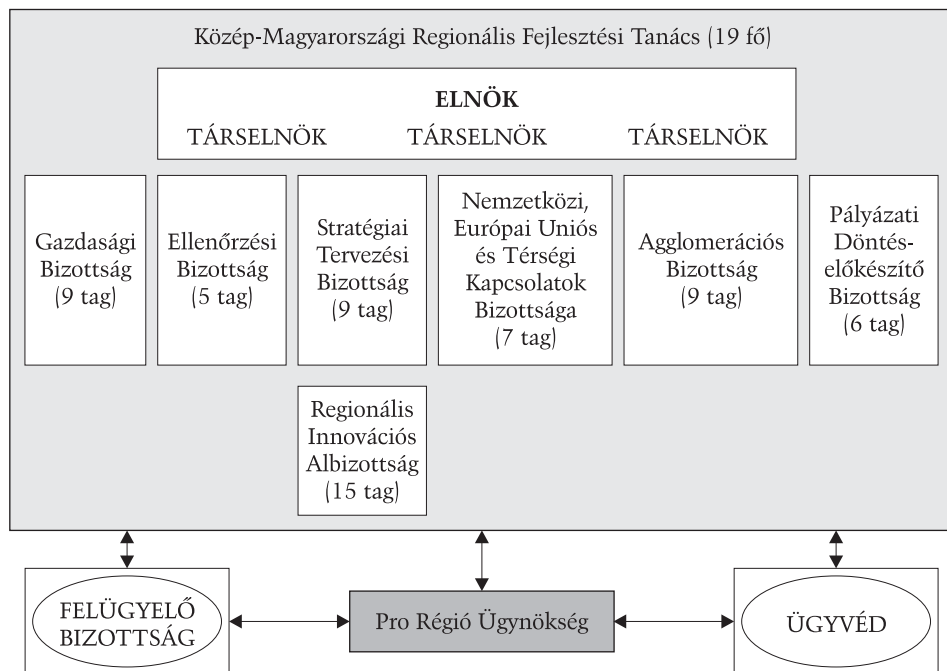 Közép-Magyarországi Regionális Fejlesztési Tanács (19 fő)
ELNÖK
TÁRSELNÖK
TÁRSELNÖK
TÁRSELNÖK
Gazdasági
Bizottság
(9 tag)
Ellenőrzési
Bizottság
(5 tag)
Stratégiai
Tervezési
Bizottság
(9 tag)
Nemzetközi,
Európai Uniós
és Térségi
Kapcsolatok
Bizottsága
(7 tag)
Agglomerációs
Bizottság
(9 tag)
Pályázati
Döntés-
előkészítő
Bizottság
(6 tag)
Regionális
Innovációs
Albizottság
(15 tag)
FELÜGYELŐ
BIZOTTSÁG
Pro Régió Ügynökség
ÜGYVÉD